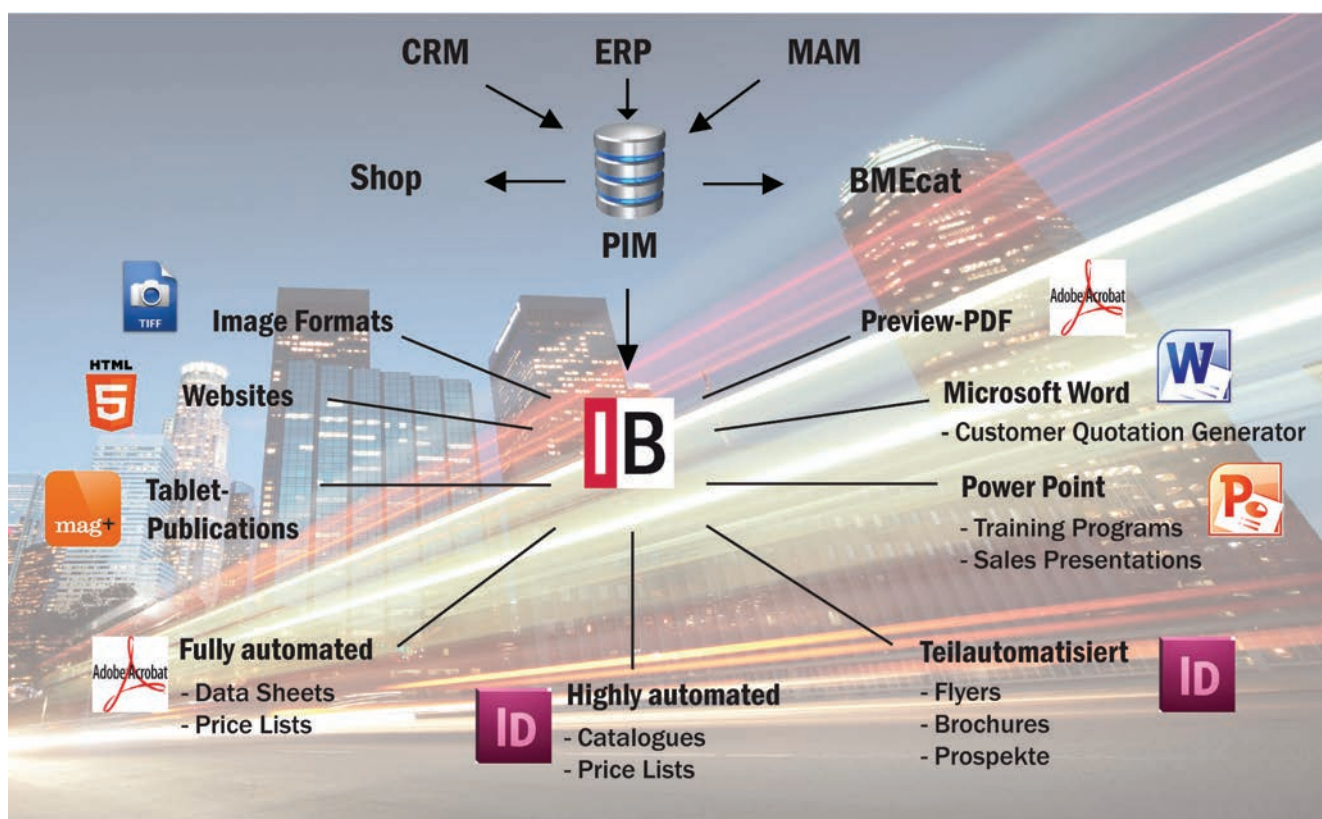 CRM
ERP
MAM
Shop
BMEcat
PIM
TIFF
Image Formats
Preview-PDF
Adobe Acrobat
HTML
5
Websites
W
Microsoft Word
- Customer Quotation Generator
IB
mag+
Tablet-
Publications
Power Point
- Training Programs
- Sales Presentations
P
Adobe Acrobat
Fully automated
- Data Sheets
- Price Lists
ID
Highly automated
- Catalogues
- Price Lists
Teilautomatisiert
- Flyers
- Brochures
- Prospekte
ID